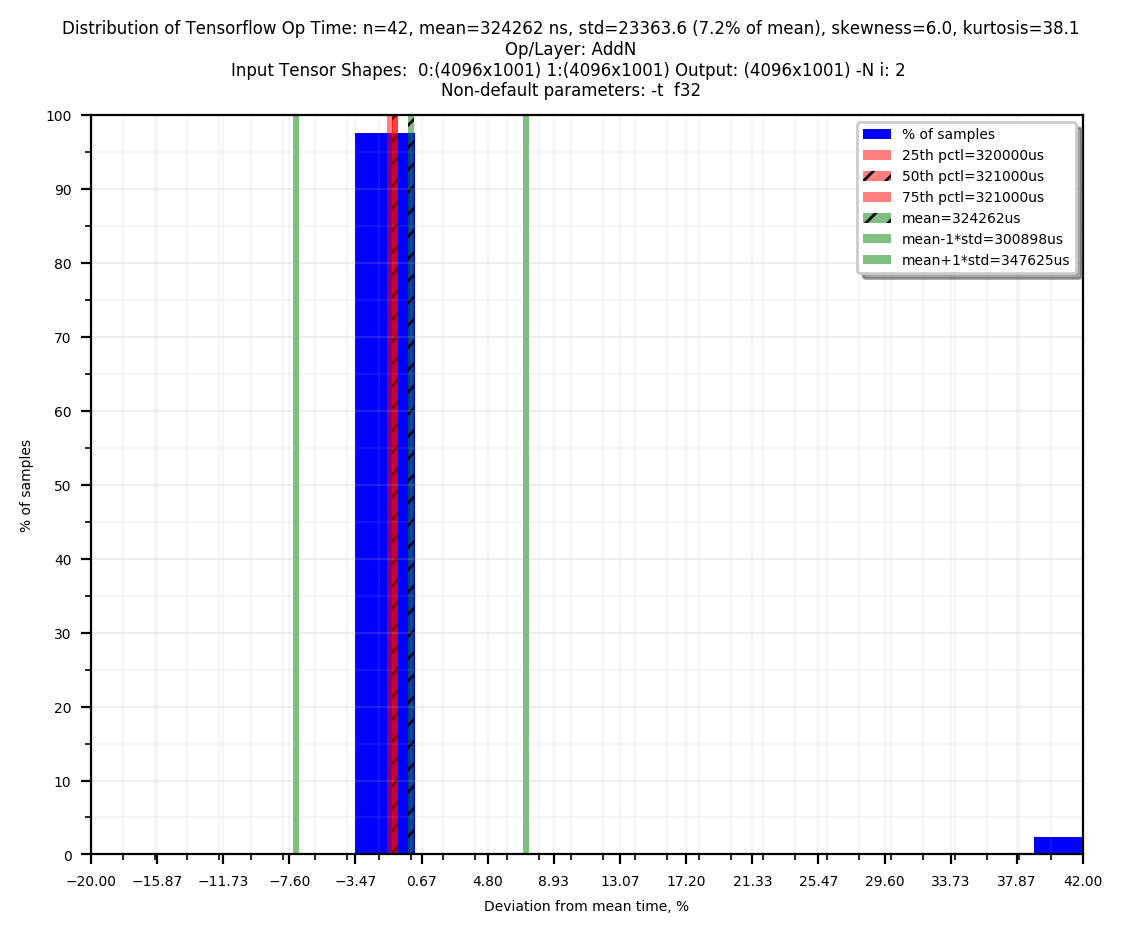 Distribution of Tensorflow Op Time: n=42, mean=324262 ns, std=23363.6 (7.2% of mean), skewness=6.0, kurtosis=38.1
Op/Layer: AddN
Input Tensor Shapes:  0:(4096x1001) 1:(4096x1001) Output: (4096x1001) -N i: 2
Non-default parameters: -t  f32
100
90
80
70
60
50
40
30
20
10
0
% of samples
% of samples
25th pctl=320000us
50th pctl=321000us
75th pctl=321000us
mean=324262us
mean-1*std=300898us
mean+1*std=347625us
−20.00 −15.87 −11.73 −7.60 −3.47 0.67 4.80 8.93 13.07 17.20 21.33 25.47 29.60 33.73 37.87 42.00
Deviation from mean time, %